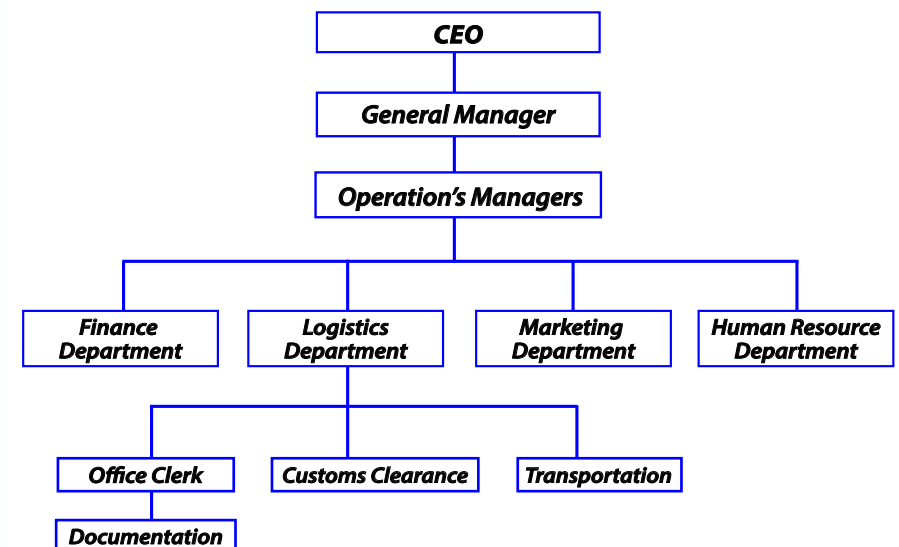 CEO
General Manager
Operation’s Managers
Finance
Department
Logistics
Department
Marketing
Department
Human Resource
Department
Office Clerk
Customs Clearance
Transportation
Documentation